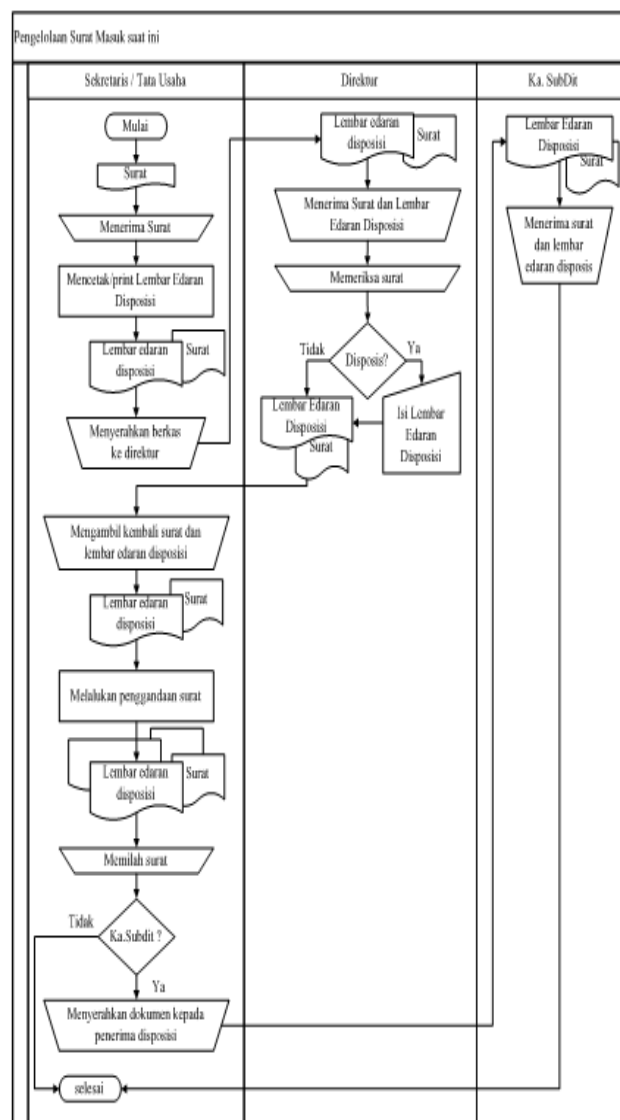 Pengelolaan Surat Masuk saat ini
Sekretaris / Tata Usaha
Direktur
Ka. SubDit
Mulai
Surat
Menerima Surat
Mencetak/print Lembar Edaran
Disposisi
Lembar edaran
disposisi
Surat
Menyerahkan berkas
ke direktur
Lembar edaran
disposisi
Surat
Menerima Surat dan Lembar
Edaran Disposisi
Memeriksa surat
Disposis?
Tidak
Ya
Isi Lembar
Edaran
Disposisi
Lembar Edaran
Disposisi
Surat
Mengambil kembali surat dan
lembar edaran disposisi
Lembar edaran
disposisi
Surat
Melalukan penggandaan surat
Lembar edaran
disposisi
Surat
Memilah surat
Ka.Subdit ?
Tidak
Ya
Menyerahkan dokumen kepada
penerima disposisi
Lembar Edaran
Disposisi
Surat
Menerima surat
dan lembar
edaran disposis
selesai